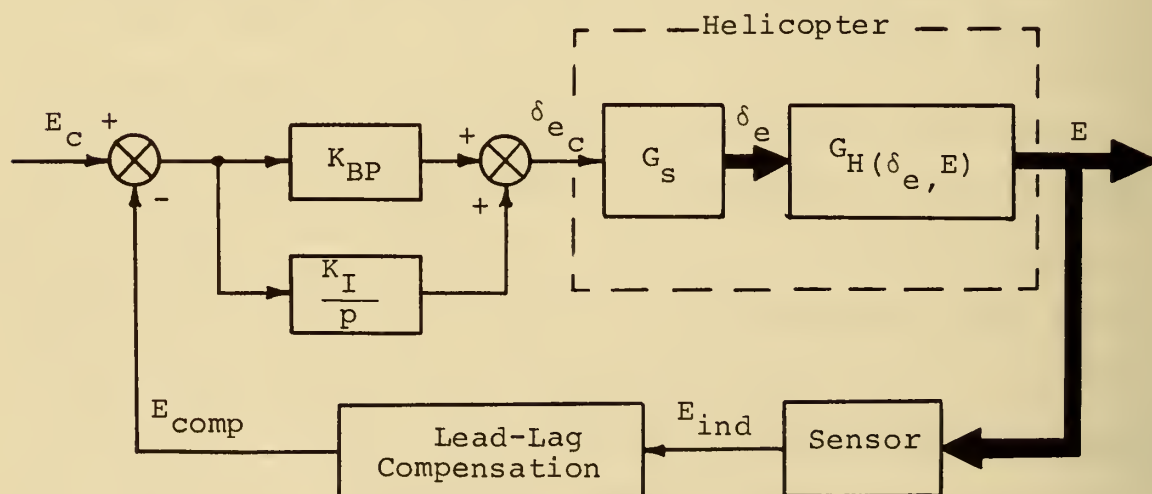 Helicopter
E_c
+
-
K_BP
K_I
p
+
+
δ_e_c
G_s
δ_e
G_H(δ_e, E)
E
E_comp
Lead-Lag
Compensation
E_ind
Sensor